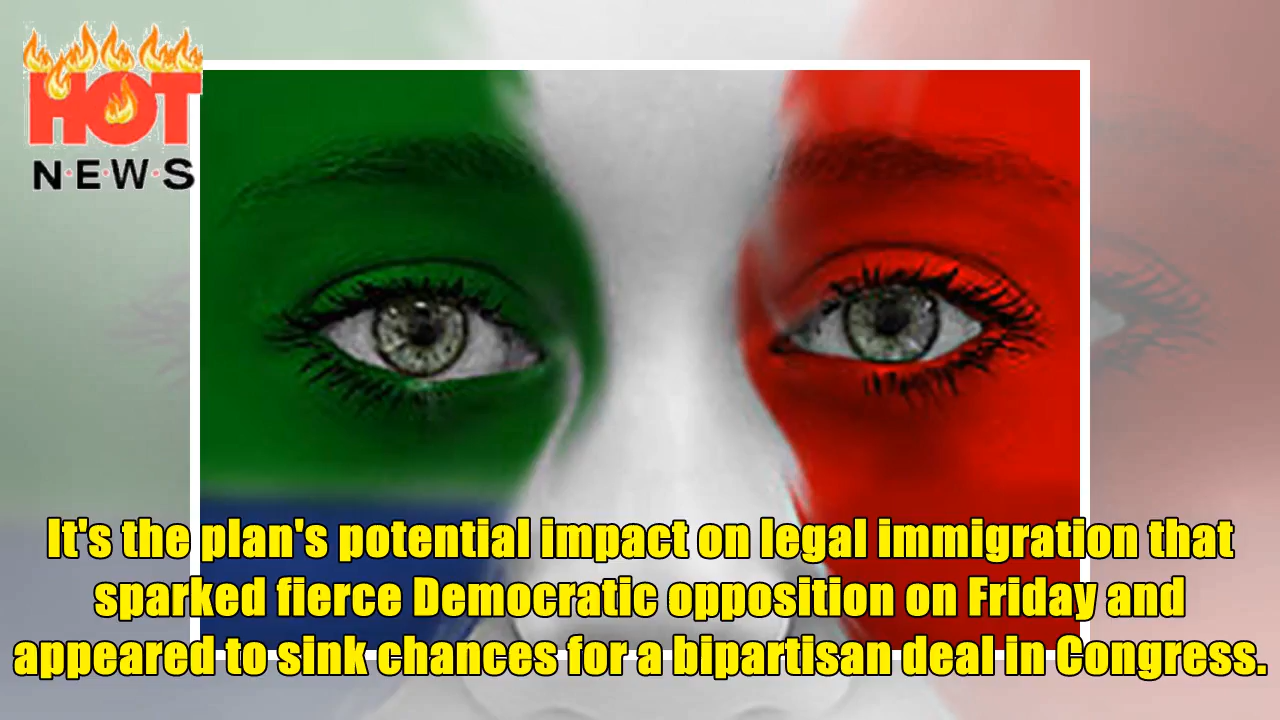 HOT
N·E·W·S
It's the plan's potential impact on legal immigration that
sparked fierce Democratic opposition on Friday and
appeared to sink chances for a bipartisan deal in Congress.